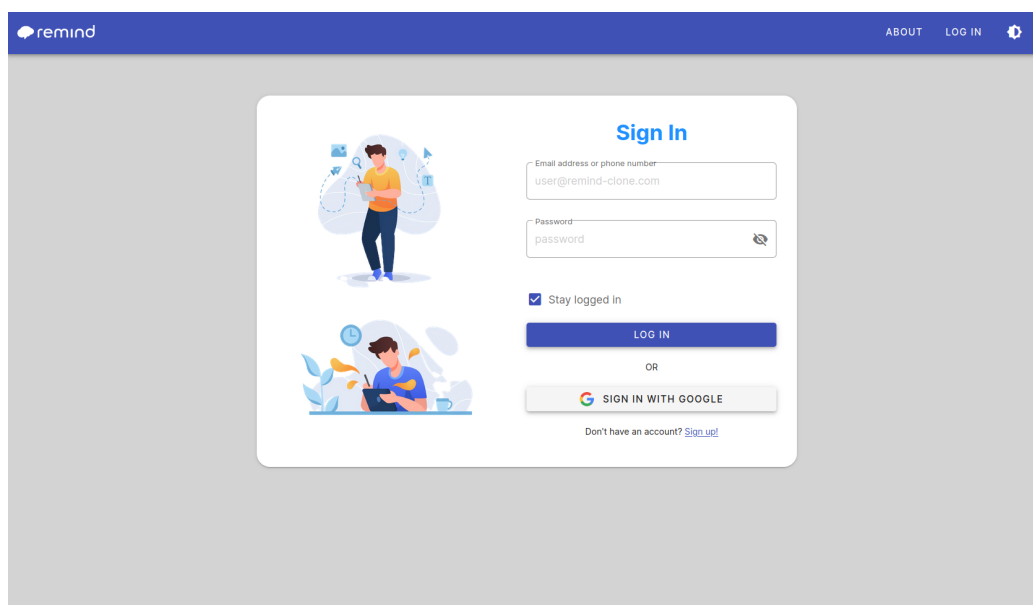 remind
ABOUT LOG IN
Sign In
Email address or phone number
user@remind-clone.com
Password
password
Stay logged in
LOG IN
OR
SIGN IN WITH GOOGLE
Don't have an account? Sign up!
T